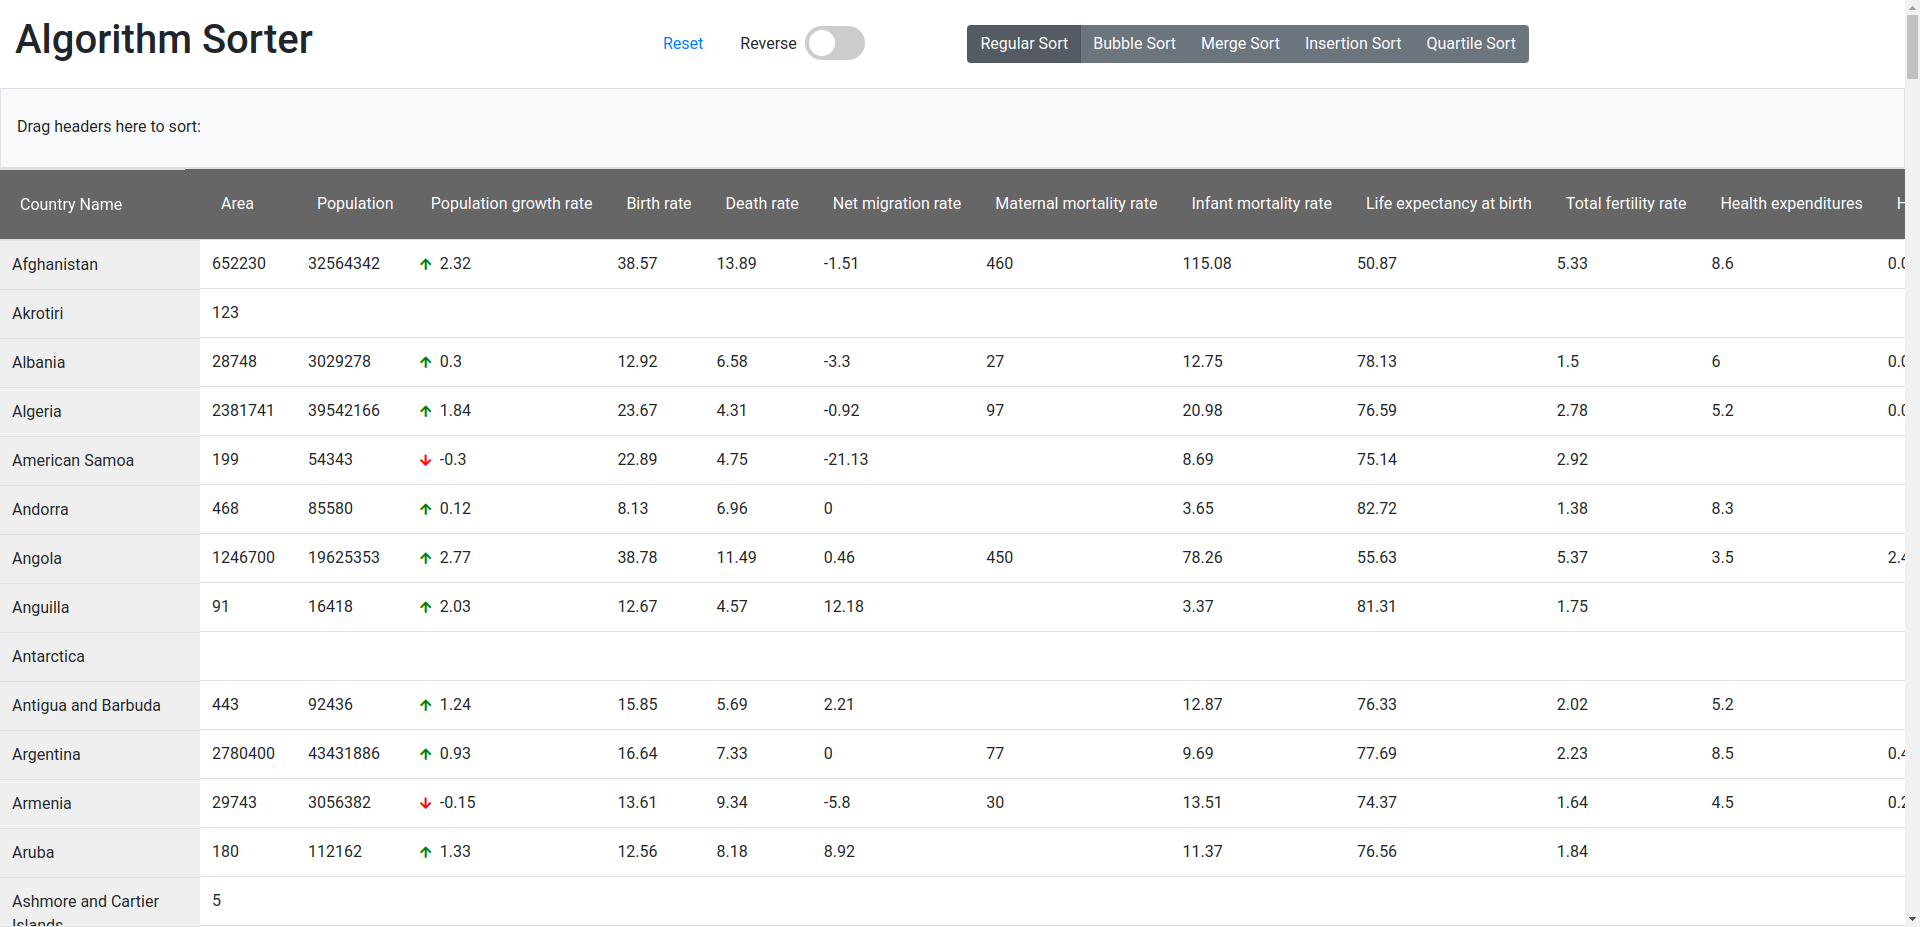 Algorithm Sorter
Reset Reverse Regular Sort Bubble Sort Merge Sort Insertion Sort Quartile Sort
Drag headers here to sort:
Country Name Area Population Population growth rate Birth rate Death rate Net migration rate Maternal mortality rate Infant mortality rate Life expectancy at birth Total fertility rate Health expenditures
Afghanistan 652230 32564342 2.32 38.57 13.89 -1.51 460 115.08 50.87 5.33 8.6
Akrotiri 123
Albania 28748 3029278 0.3 12.92 6.58 -3.3 27 12.75 78.13 1.5 6
Algeria 2381741 39542166 1.84 23.67 4.31 -0.92 97 20.98 76.59 2.78 5.2
American Samoa 199 54343 -0.3 22.89 4.75 -21.13 8.69 75.14 2.92
Andorra 468 85580 0.12 8.13 6.96 0 3.65 82.72 1.38 8.3
Angola 1246700 19625353 2.77 38.78 11.49 0.46 450 78.26 55.63 5.37 3.5
Anguilla 91 16418 2.03 12.67 4.57 12.18 3.37 81.31 1.75
Antarctica
Antigua and Barbuda 443 92436 1.24 15.85 5.69 2.21 12.87 76.33 2.02 5.2
Argentina 2780400 43431886 0.93 16.64 7.33 0 77 9.69 77.69 2.23 8.5
Armenia 29743 3056382 -0.15 13.61 9.34 -5.8 30 13.51 74.37 1.64 4.5
Aruba 180 112162 1.33 12.56 8.18 8.92 11.37 76.56 1.84
Ashmore and Cartier 5
Islands